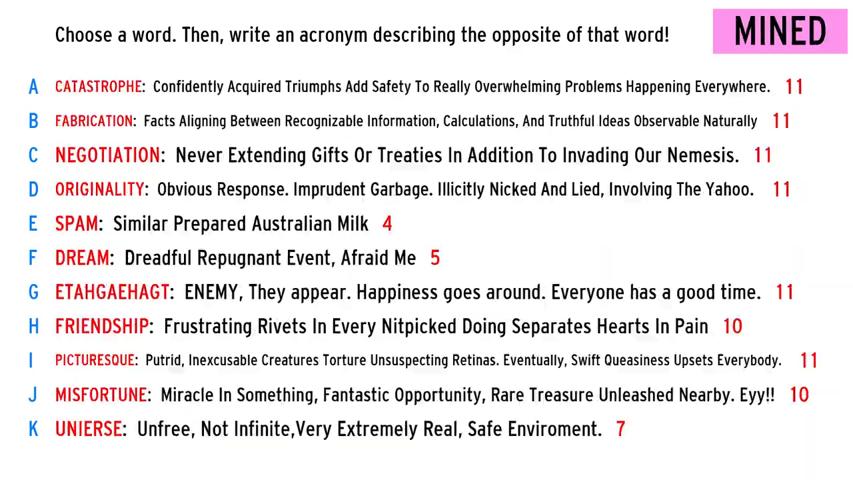 Choose a word. Then, write an acronym describing the opposite of that word!
MINED
A CATASTROPHE: Confidently Acquired Triumphs Add Safety To Really Overwhelming Problems Happening Everywhere. 11
B FABRICATION: Facts Aligning Between Recognizable Information, Calculations, And Truthful Ideas Observable Naturally 11
C NEGOTIATION: Never Extending Gifts Or Treaties In Addition To Invading Our Nemesis. 11
D ORIGINALITY: Obvious Response. Imprudent Garbage. Illicitly Nicked And Lied, Involving The Yahoo. 11
E SPAM: Similar Prepared Australian Milk 4
F DREAM: Dreadful Repugnant Event, Afraid Me 5
G ETAHGAEHAGT: ENEMY, They appear. Happiness goes around. Everyone has a good time. 11
H FRIENDSHIP: Frustrating Rivets In Every Nitpicked Doing Separates Hearts In Pain 10
I PICTURESQUE: Putrid, Inexcusable Creatures Torture Unsuspecting Retinas. Eventually, Swift Queasiness Upsets Everybody. 11
J MISFORTUNE: Miracle In Something, Fantastic Opportunity, Rare Treasure Unleashed Nearby. Eyy!! 10
K UNIERSE: Unfree, Not Infinite,Very Extremely Real, Safe Enviroment. 7